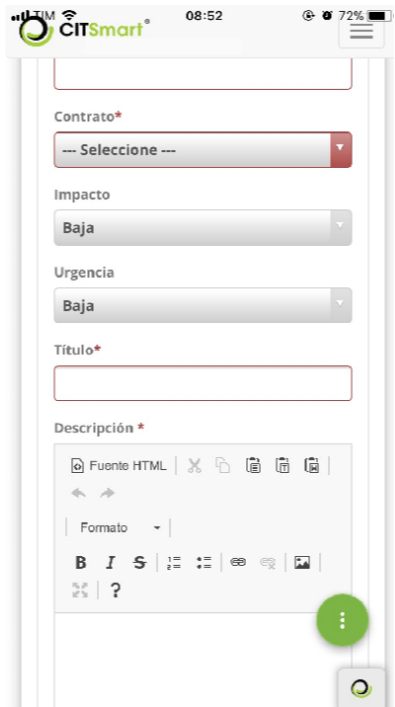 TIM 08:52 72%
CITSmart®
Contrato*
--- Seleccione ---
Impacto
Baja
Urgencia
Baja
Título*
Descripción *
Fuente HTML
Formato
B I S
?